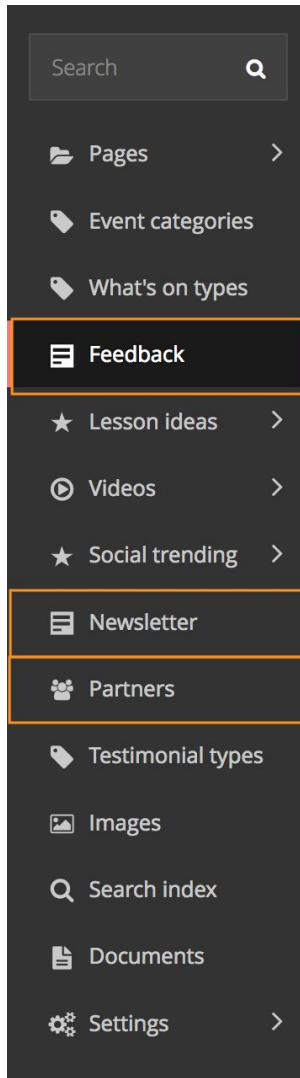 Search
Pages
Event categories
What's on types
Feedback
Lesson ideas
Videos
Social trending
Newsletter
Partners
Testimonial types
Images
Search index
Documents
Settings